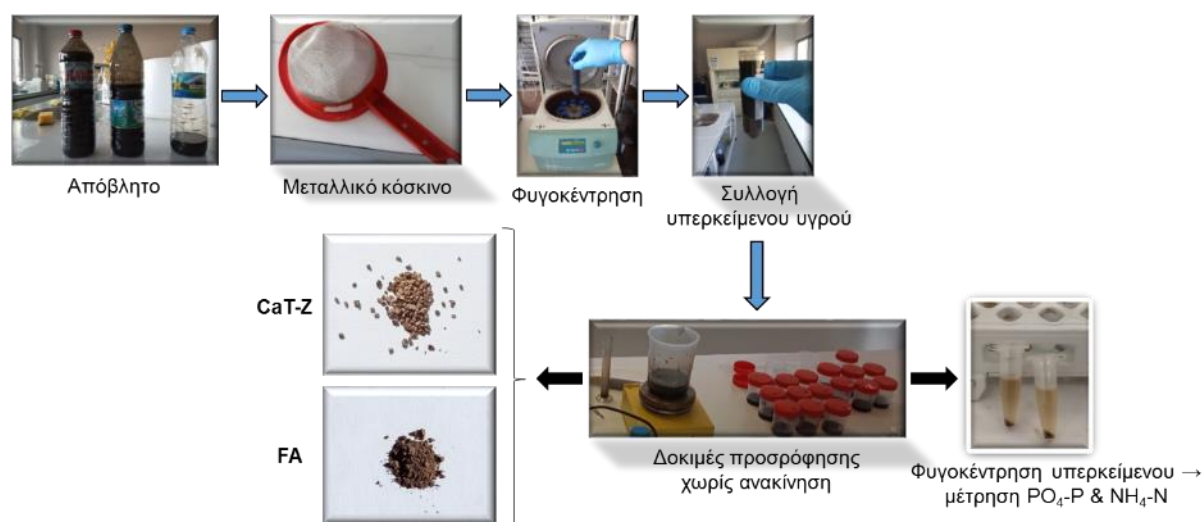 Απόβλητο
Μεταλλικό κόσκινο
Φυγοκέντρηση
Συλλογή
υπερκείμενου υγρού
CaT-Z
FA
Δοκιμές προσρόφησης
χωρίς ανακίνηση
Φυγοκέντρηση υπερκείμενου →
μέτρηση PO₄-P & NH₄-N